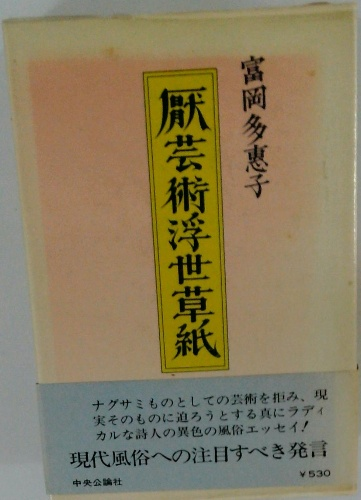 富岡多惠子
厭芸術浮世草紙
ナグサミものとしての芸術を拒み、現
実そのものに迫ろうとする真にラディ
カルな詩人の異色の風俗エッセイ!
現代風俗への注目すべき発言
中央公論社 ¥530